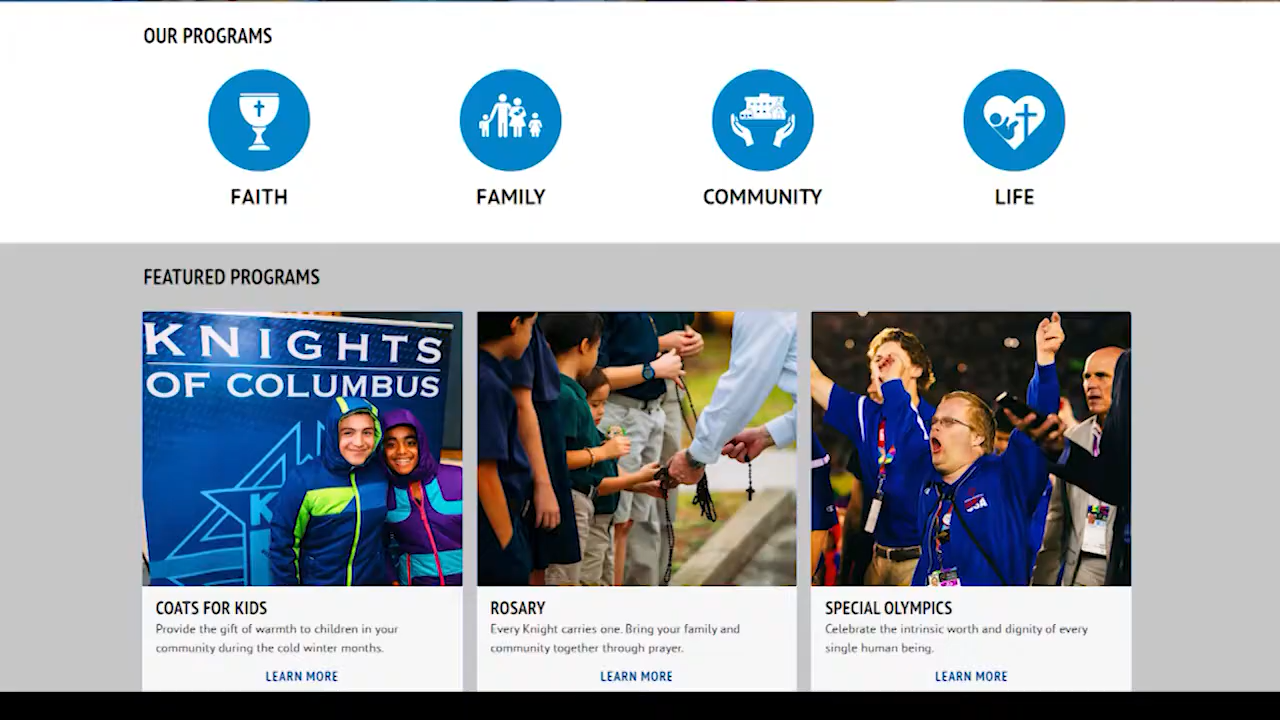 OUR PROGRAMS
FAITH
FAMILY
COMMUNITY
LIFE
FEATURED PROGRAMS
KNIGHTS
OF COLUMBUS
K
USA
COATS FOR KIDS
Provide the gift of warmth to children in your
community during the cold winter months.
LEARN MORE
ROSARY
Every Knight carries one. Bring your family and
community together through prayer.
LEARN MORE
SPECIAL OLYMPICS
Celebrate the intrinsic worth and dignity of every
single human being.
LEARN MORE